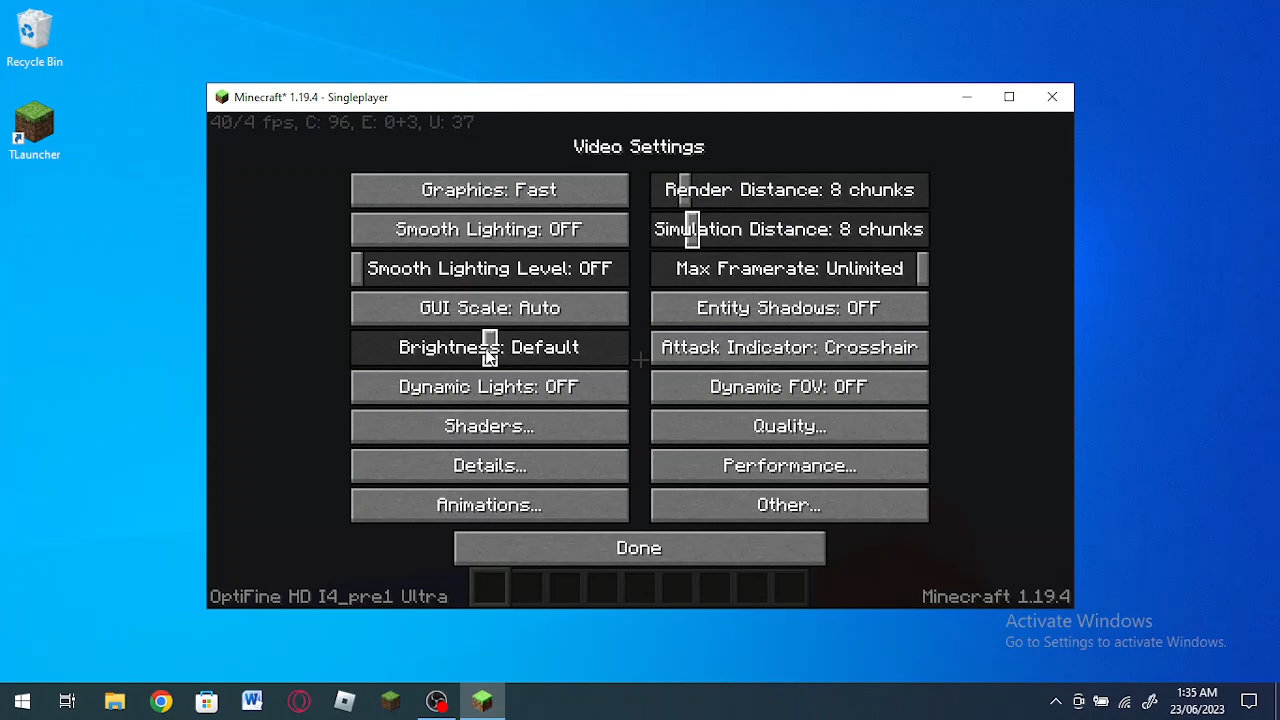 Recycle Bin
TLauncher
Minecraft* 1.19.4 - Singleplayer
40/4 fps, C: 96, E: 0+3, U: 37
Video Settings
Graphics: Fast
Render Distance: 8 chunks
Smooth Lighting: OFF
Simulation Distance: 8 chunks
Smooth Lighting Level: OFF
Max Framerate: Unlimited
GUI Scale: Auto
Entity Shadows: OFF
Brightness: Default
Attack Indicator: Crosshair
Dynamic Lights: OFF
Dynamic FOV: OFF
Shaders...
Quality...
Details...
Performance...
Animations...
Other...
Done
OptiFine HD I4_pre1 Ultra
Minecraft 1.19.4
Activate Windows
Go to Settings to activate Windows.
1:35 AM
23/06/2023